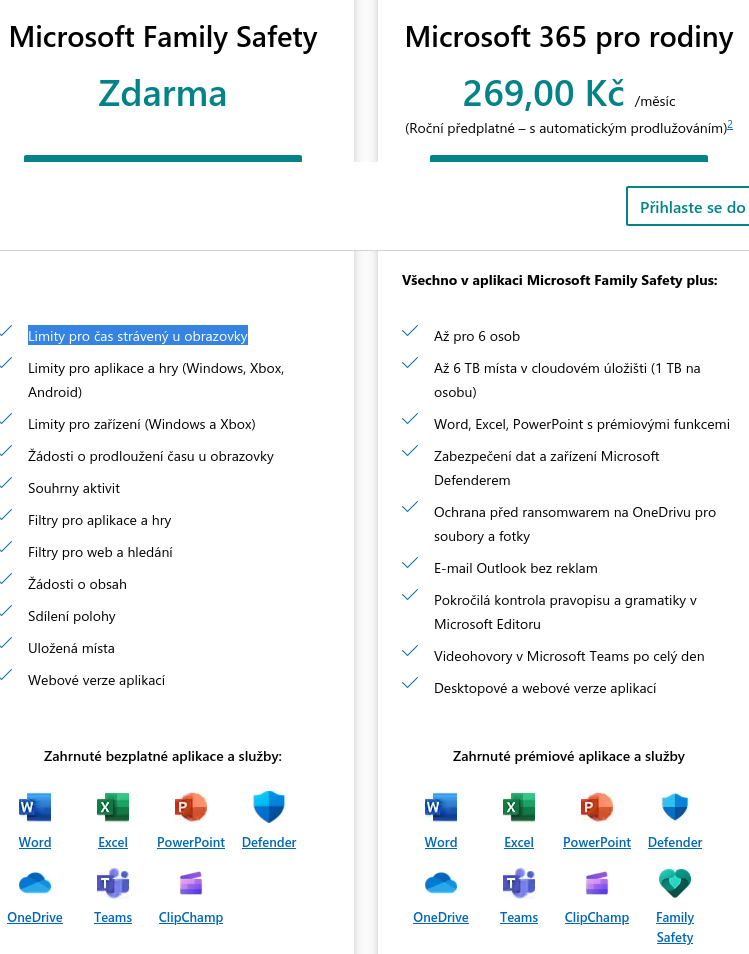 Microsoft Family Safety
Zdarma
Microsoft 365 pro rodiny
269,00 Kč /měsíc
(Roční předplatné – s automatickým prodlužováním)2
Přihlaste se do
Limity pro čas strávený u obrazovky
Limity pro aplikace a hry (Windows, Xbox,
Android)
Limity pro zařízení (Windows a Xbox)
Žádosti o prodloužení času u obrazovky
Souhrny aktivit
Filtry pro aplikace a hry
Filtry pro web a hledání
Žádosti o obsah
Sdílení polohy
Uložená místa
Webové verze aplikací
Zahrnuté bezplatné aplikace a služby:
Word
Excel
PowerPoint
Defender
OneDrive
Teams
ClipChamp
Všechno v aplikaci Microsoft Family Safety plus:
Až pro 6 osob
Až 6 TB místa v cloudovém úložišti (1 TB na
osobu)
Word, Excel, PowerPoint s prémiovými funkcemi
Zabezpečení dat a zařízení Microsoft
Defenderem
Ochrana před ransomwarem na OneDrivu pro
soubory a fotky
E-mail Outlook bez reklam
Pokročilá kontrola pravopisu a gramatiky v
Microsoft Editoru
Videohovory v Microsoft Teams po celý den
Desktopové a webové verze aplikací
Zahrnuté prémiové aplikace a služby
Word
Excel
PowerPoint
Defender
OneDrive
Teams
ClipChamp
Family
Safety